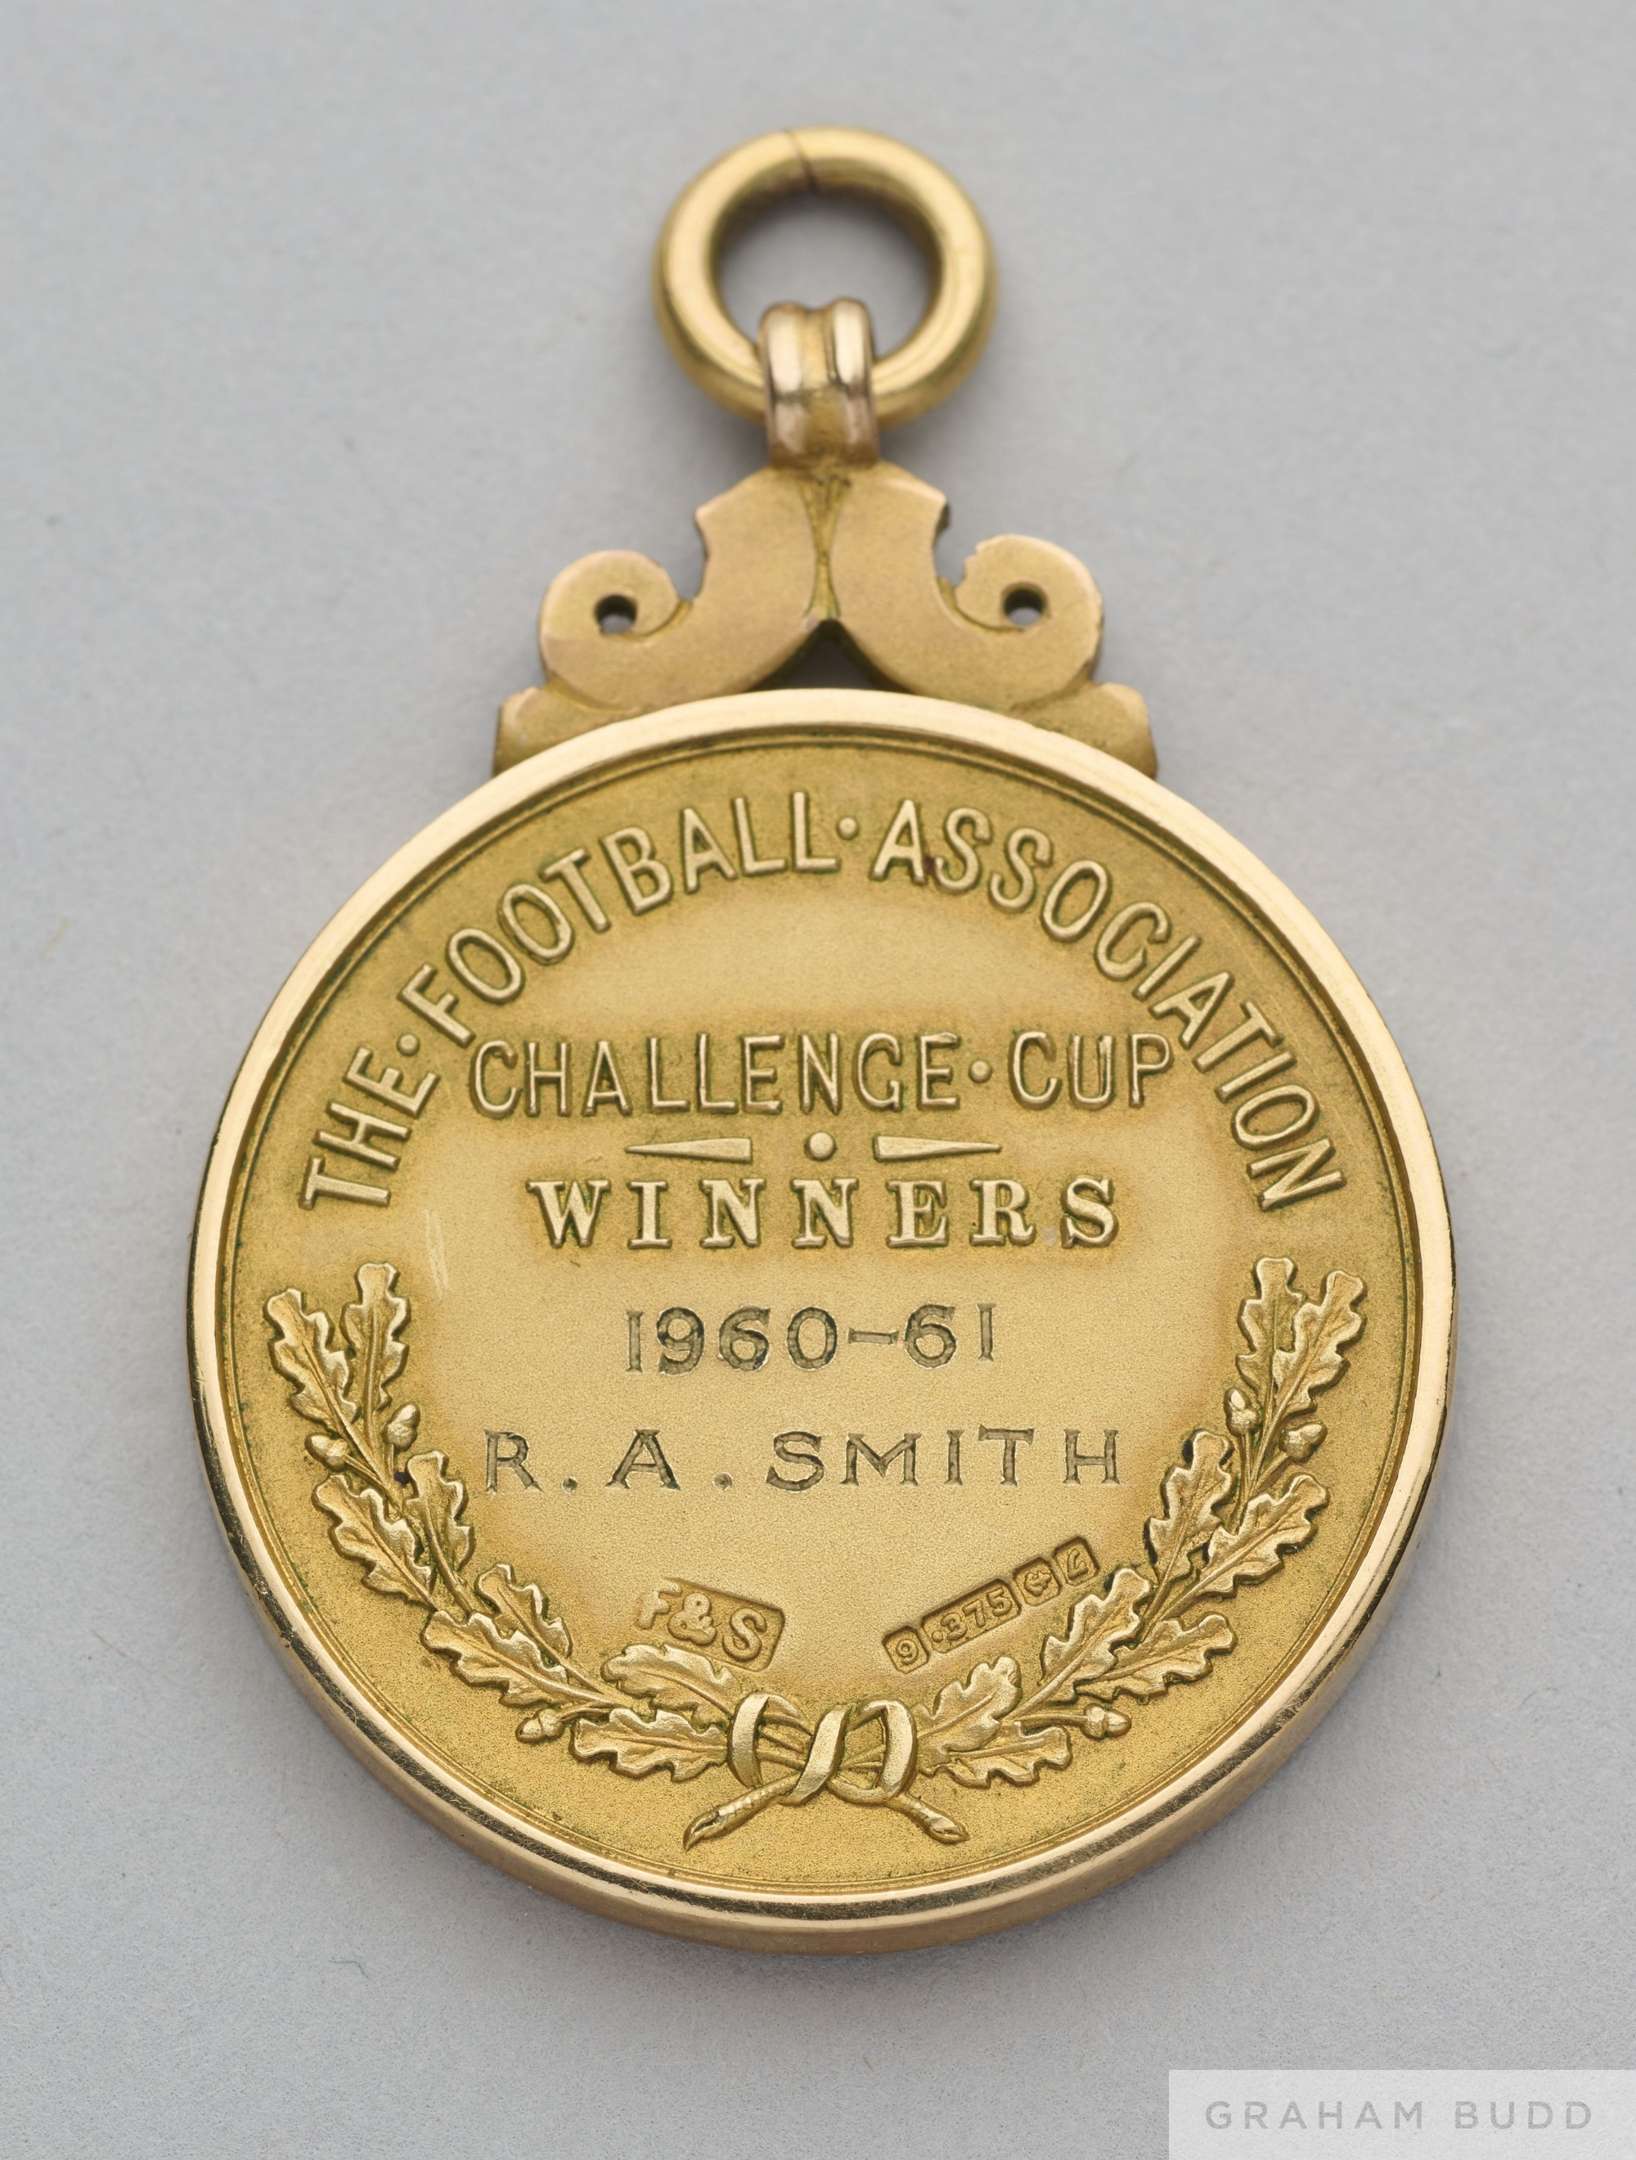 THE·FOOTBALL·ASSOCIATION
CHALLENGE·CUP
WINNERS
1960-61
R.A.SMITH
F&S
9 .375 L
GRAHAM BUDD